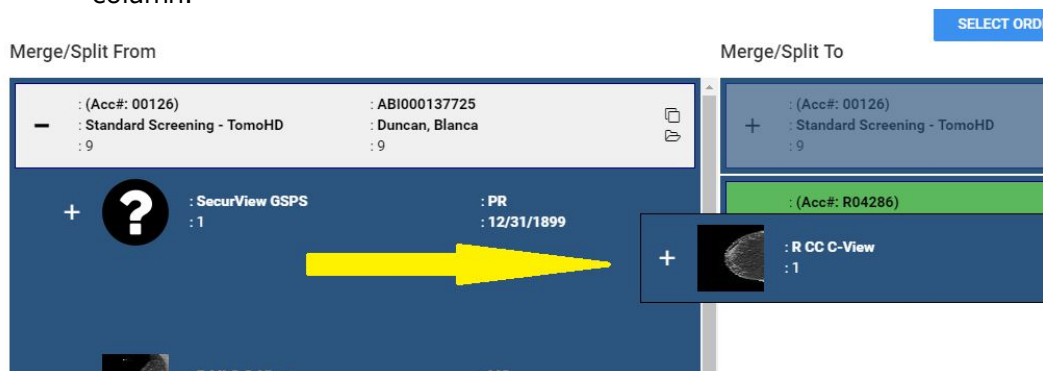 column.
SELECT ORD
Merge/Split From
Merge/Split To
: (Acc#: 00126)
: ABI000137725
: Standard Screening - TomoHD
: Duncan, Blanca
: 9
: 9
: (Acc#: 00126)
: Standard Screening - TomoHD
: 9
: SecurView GSPS
: PR
: 1
: 12/31/1899
: (Acc#: R04286)
: R CC C-View
: 1